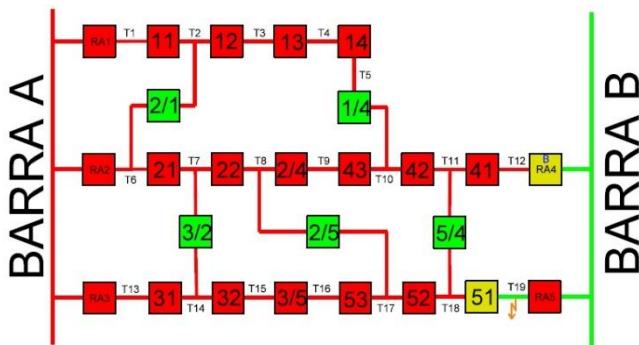 BARRA A
RA1 T1 11 T2 12 T3 13 T4 14
T5
2/1 1/4
B
RA2 21 T7 22 T8 2/4 T9 43 42 T11 41 T12 RA4
T6 T10
3/2 2/5 5/4
RA3 T13 31 32 T15 3/5 T16 53 52 51 T19 RA5
T14 T17 T18
BARRA B